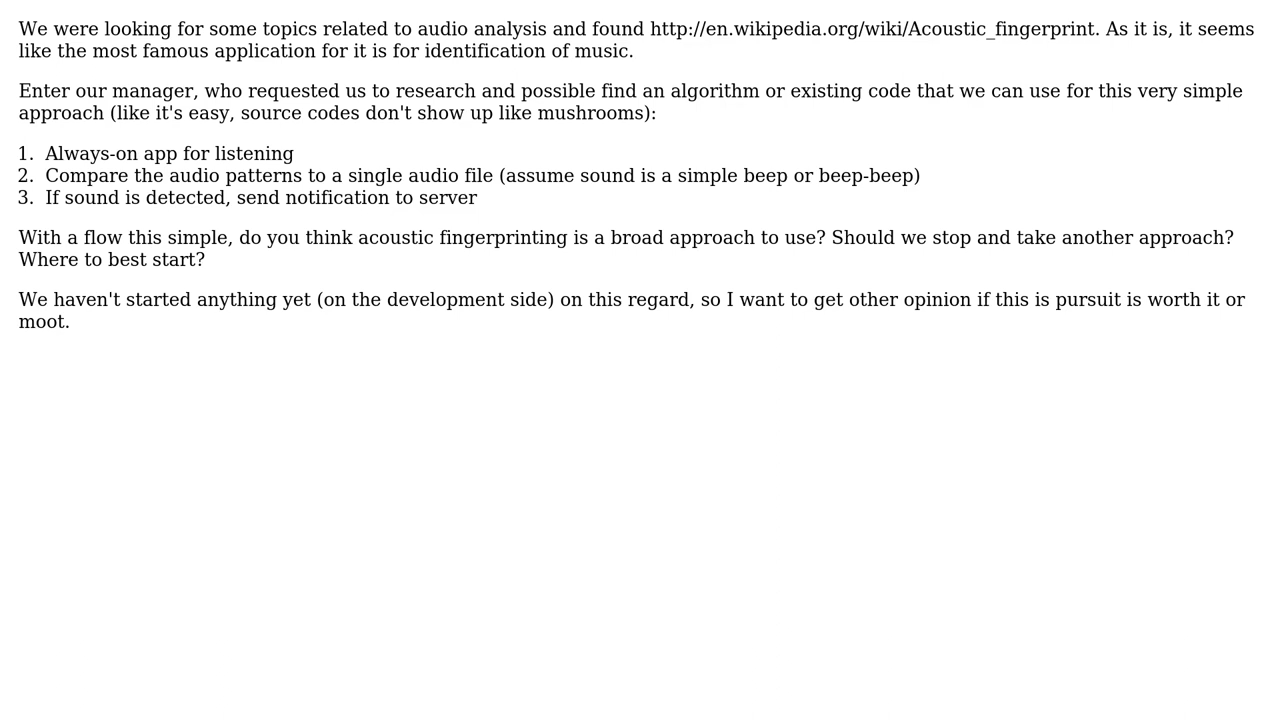 We were looking for some topics related to audio analysis and found http://en.wikipedia.org/wiki/Acoustic_fingerprint. As it is, it seems
like the most famous application for it is for identification of music.
Enter our manager, who requested us to research and possible find an algorithm or existing code that we can use for this very simple
approach (like it's easy, source codes don't show up like mushrooms):
1. Always-on app for listening
2. Compare the audio patterns to a single audio file (assume sound is a simple beep or beep-beep)
3. If sound is detected, send notification to server
With a flow this simple, do you think acoustic fingerprinting is a broad approach to use? Should we stop and take another approach?
Where to best start?
We haven't started anything yet (on the development side) on this regard, so I want to get other opinion if this is pursuit is worth it or
moot.